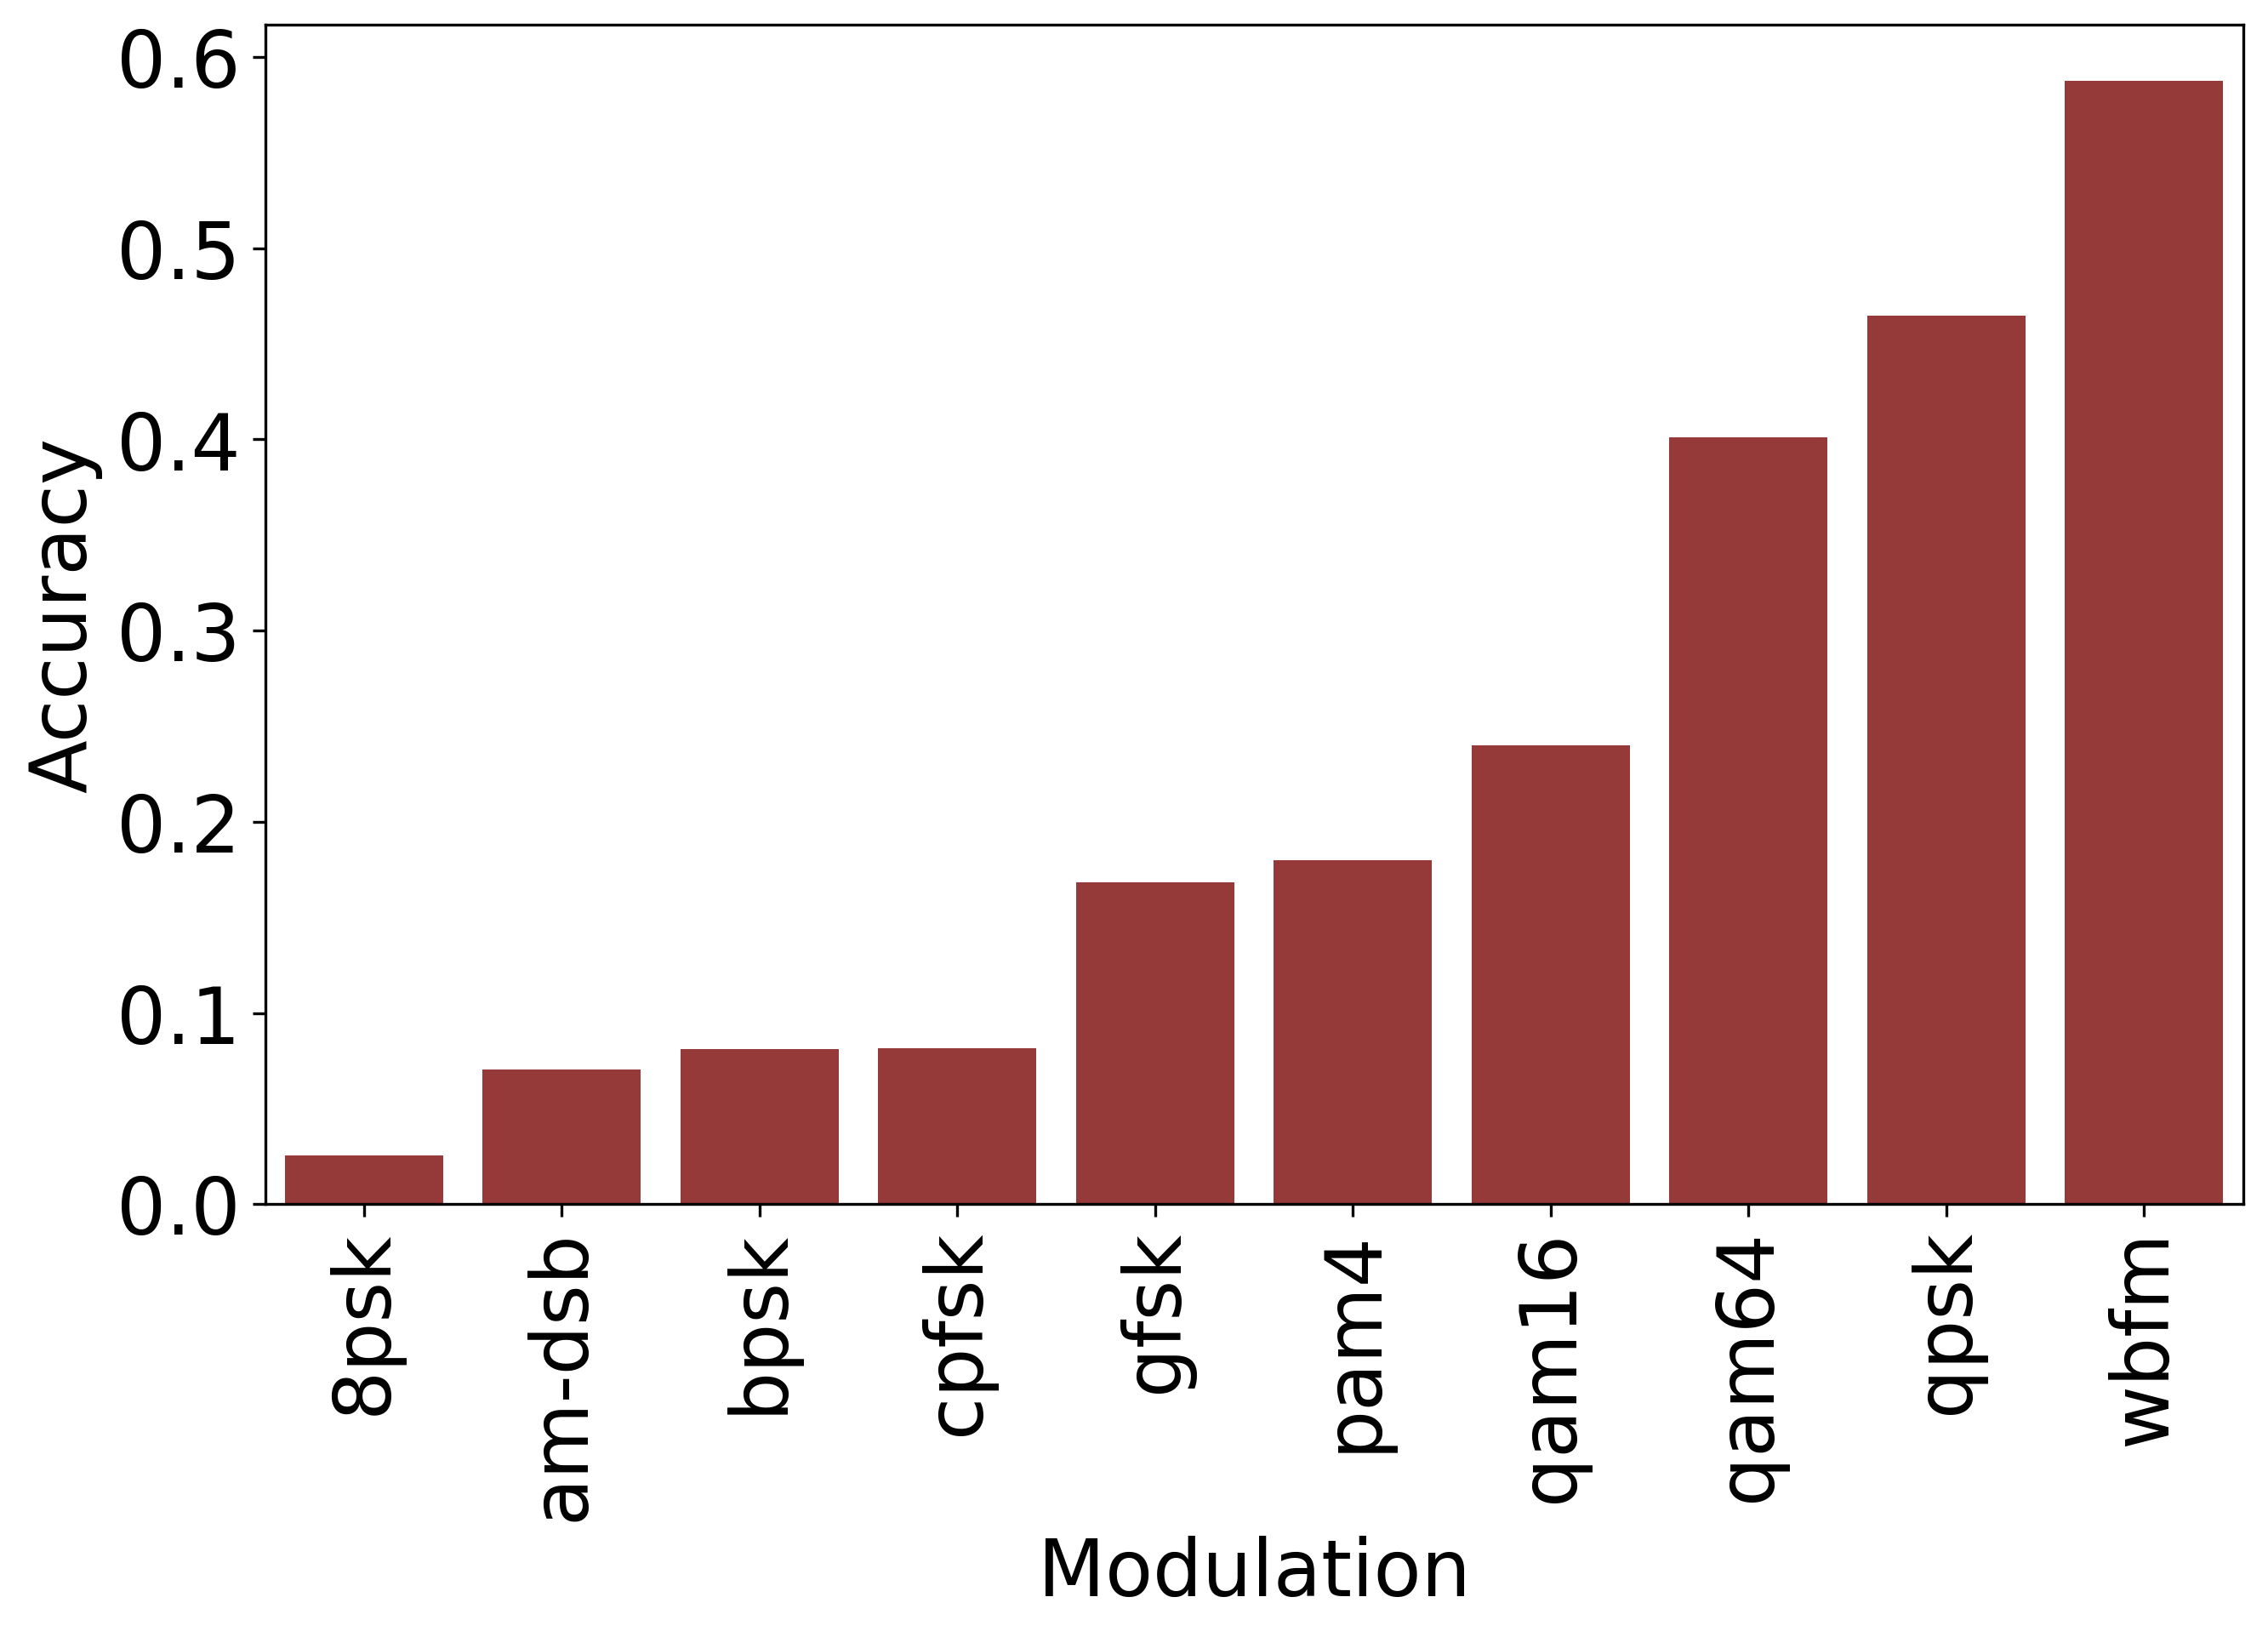 Accuracy
0.6
0.5
0.4
0.3
0.2
0.1
0.0
8psk
am-dsb
bpsk
cpfsk
gfsk
pam4
qam16
qam64
qpsk
wbfm
Modulation